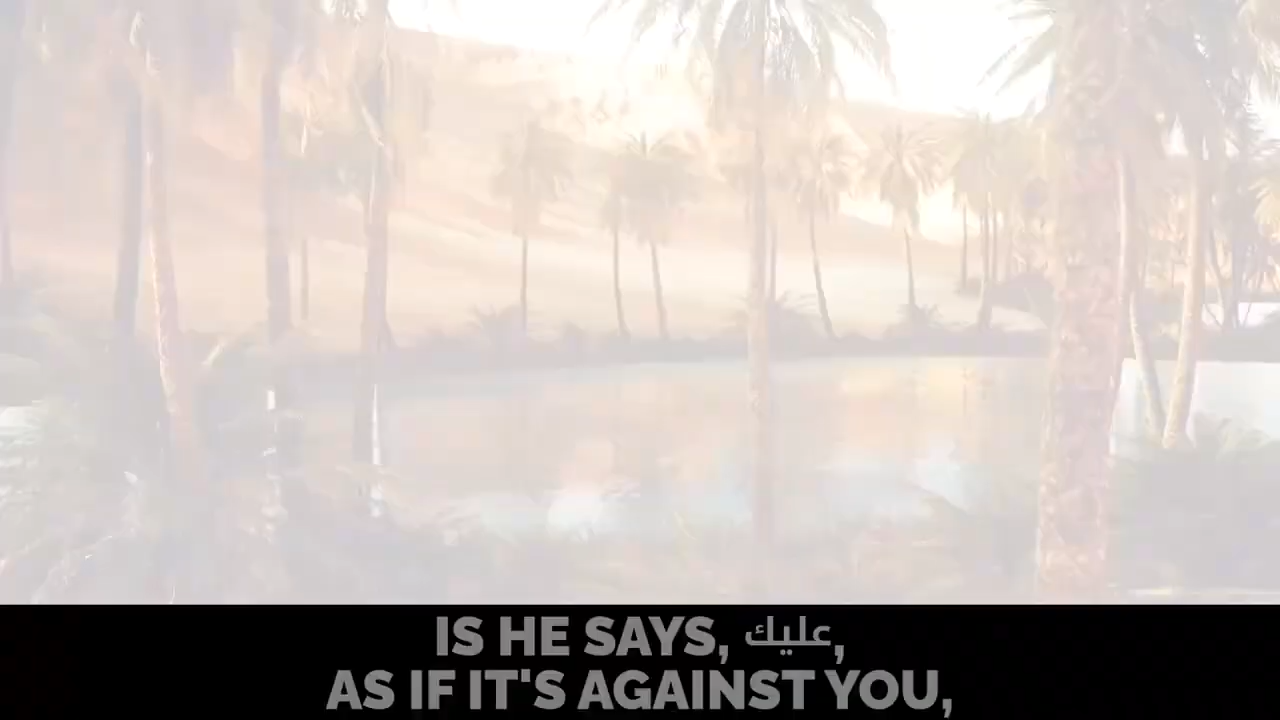 IS HE SAYS, عليك,
AS IF IT'S AGAINST YOU,